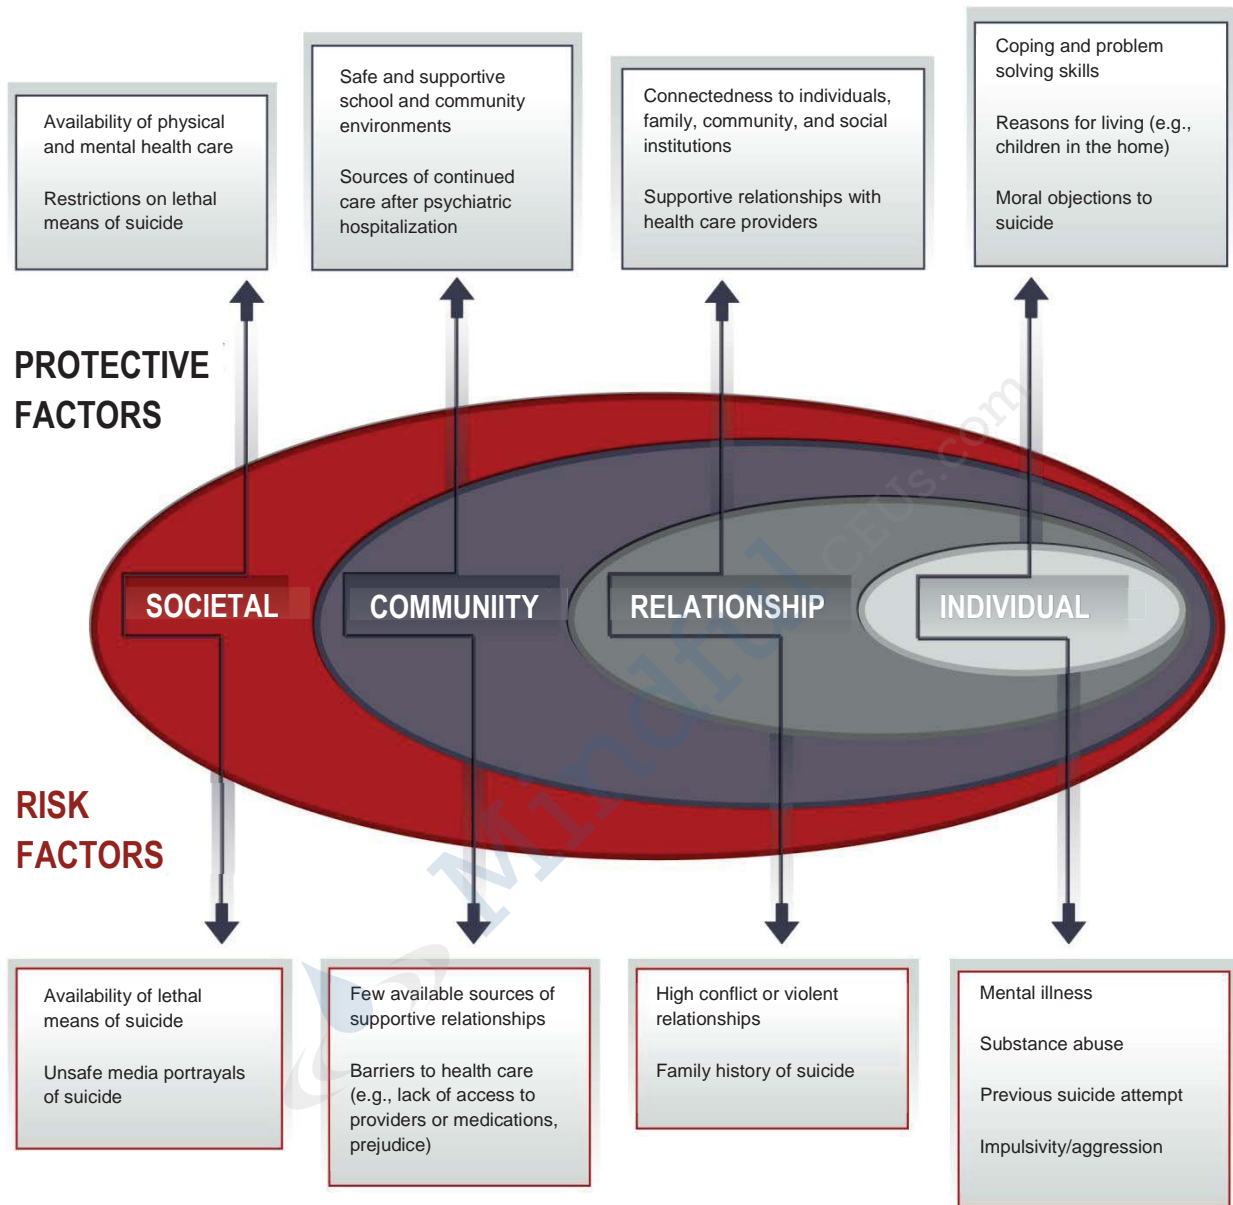 Availability of physical
and mental health care
Restrictions on lethal
means of suicide
Safe and supportive
school and community
environments
Sources of continued
care after psychiatric
hospitalization
Connectedness to individuals,
family, community, and social
institutions
Supportive relationships with
health care providers
Coping and problem
solving skills
Reasons for living (e.g.,
children in the home)
Moral objections to
suicide
PROTECTIVE
FACTORS
SOCIETAL
COMMUNIITY
RELATIONSHIP
INDIVIDUAL
Mindful CEUs.com
RISK
FACTORS
Availability of lethal
means of suicide
Unsafe media portrayals
of suicide
Few available sources of
supportive relationships
Barriers to health care
(e.g., lack of access to
providers or medications,
prejudice)
High conflict or violent
relationships
Family history of suicide
Mental illness
Substance abuse
Previous suicide attempt
Impulsivity/aggression